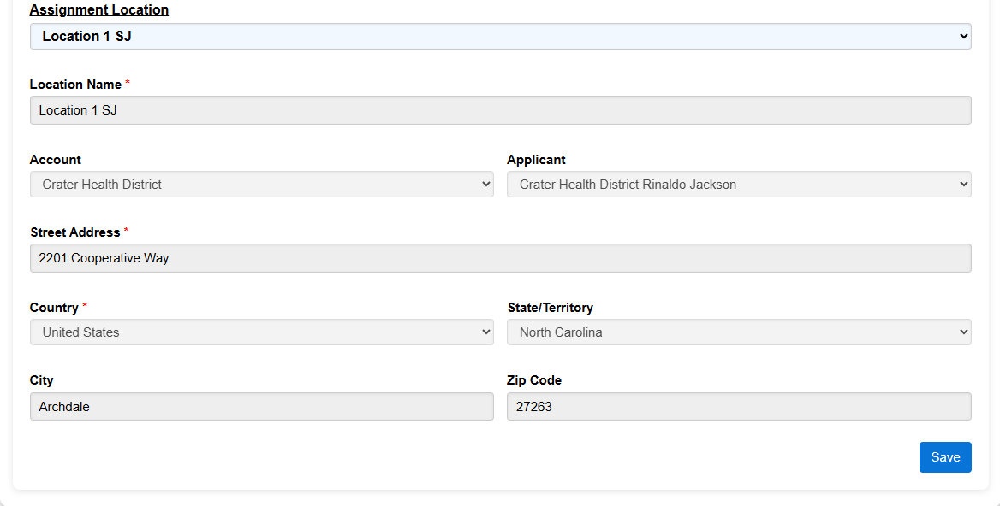 Assignment Location
Location 1 SJ
Location Name *
Location 1 SJ
Account
Applicant
Crater Health District
Crater Health District Rinaldo Jackson
Street Address *
2201 Cooperative Way
Country *
State/Territory
United States
North Carolina
City
Zip Code
Archdale
27263
Save